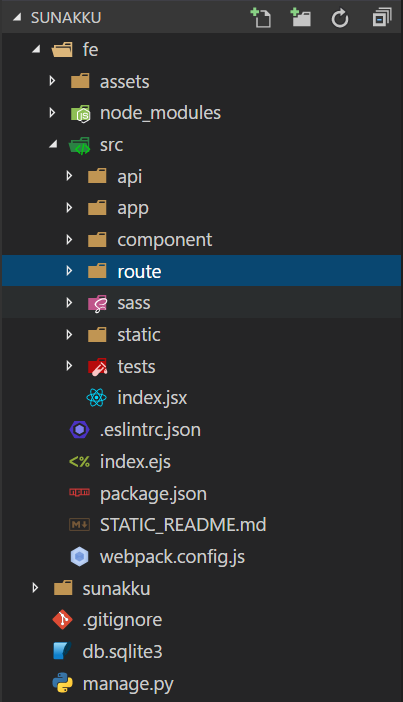 SUNAKKU
fe
assets
node_modules
src
api
app
component
route
sass
static
tests
index.jsx
.eslintrc.json
<% index.ejs
package.json
STATIC_README.md
webpack.config.js
sunakku
.gitignore
db.sqlite3
manage.py